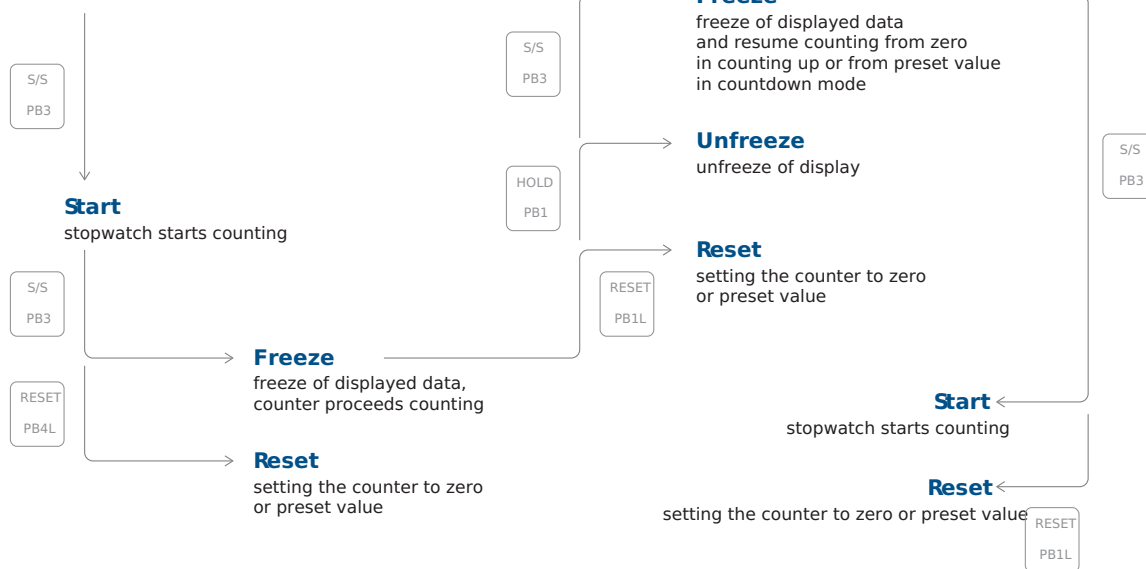 Freeze
freeze of displayed data
and resume counting from zero
in counting up or from preset value
in countdown mode
S/S
PB3
S/S
PB3
Unfreeze
unfreeze of display
S/S
PB3
HOLD
PB1
Start
stopwatch starts counting
Reset
setting the counter to zero
or preset value
S/S
PB3
RESET
PB1L
Freeze
freeze of displayed data,
counter proceeds counting
RESET
PB4L
Start
stopwatch starts counting
Reset
setting the counter to zero
or preset value
Reset
setting the counter to zero or preset value
RESET
PB1L